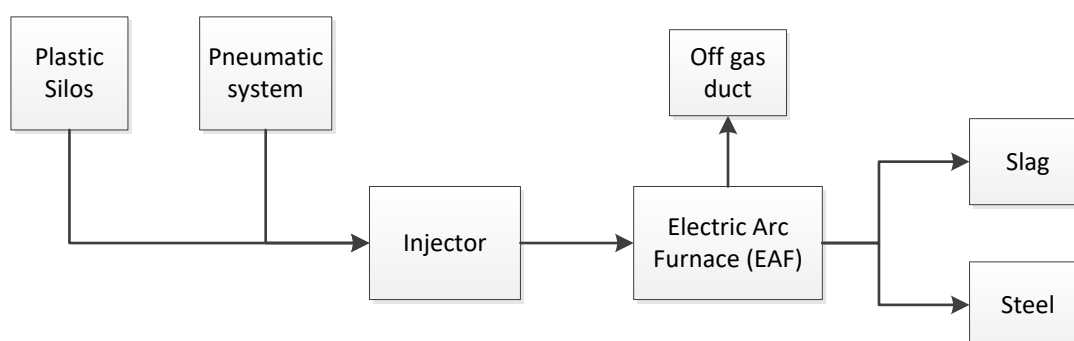 Plastic
Silos
Pneumatic
system
Off gas
duct
Slag
Injector
Electric Arc
Furnace (EAF)
Steel